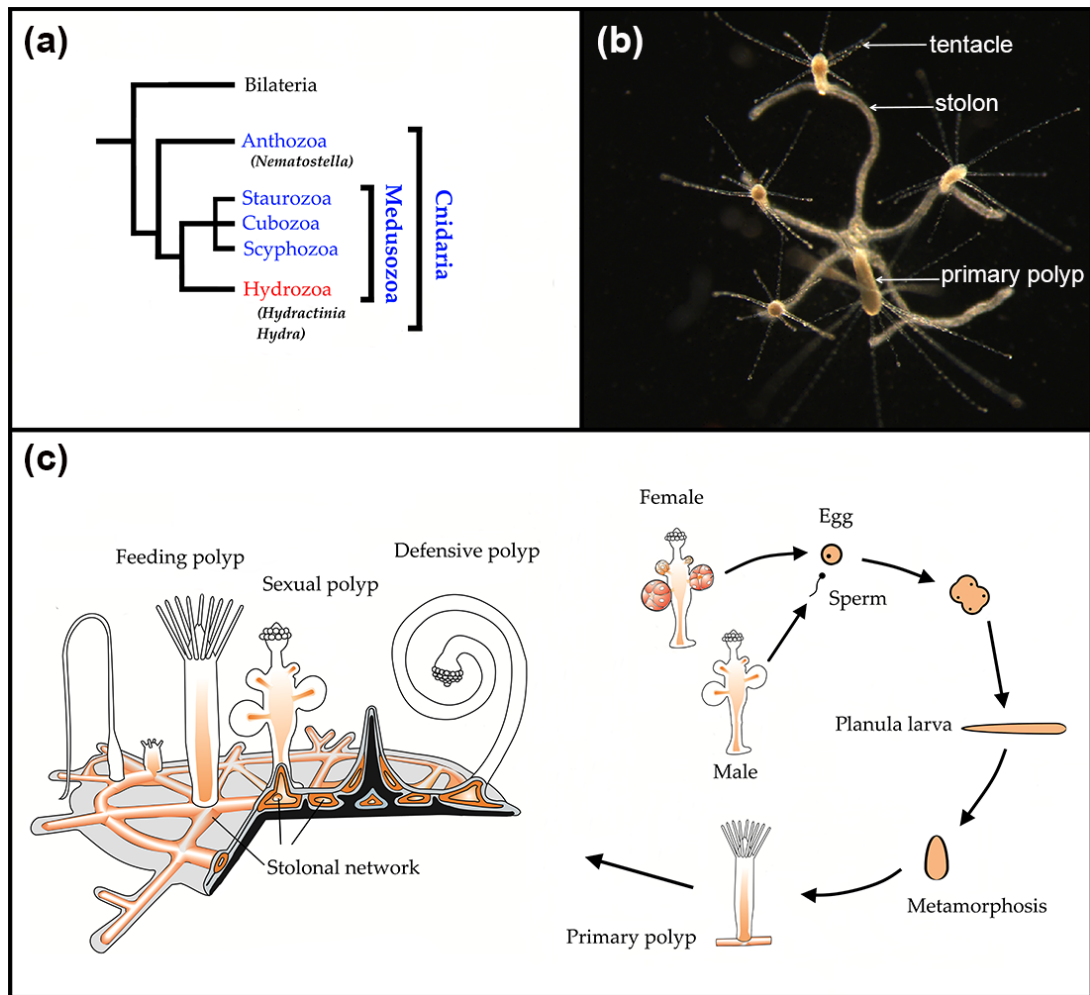 (a)
Bilateria
Anthozoa
(Nematostella)
Staurozoa
Cubozoa
Scyphozoa
Hydrozoa
(Hydractinia
Hydra)
Medusozoa
Cnidaria
(b)
tentacle
stolon
primary polyp
(c)
Feeding polyp
Sexual polyp
Defensive polyp
Stolonal network
Female
Egg
Sperm
Male
Planula larva
Metamorphosis
Primary polyp